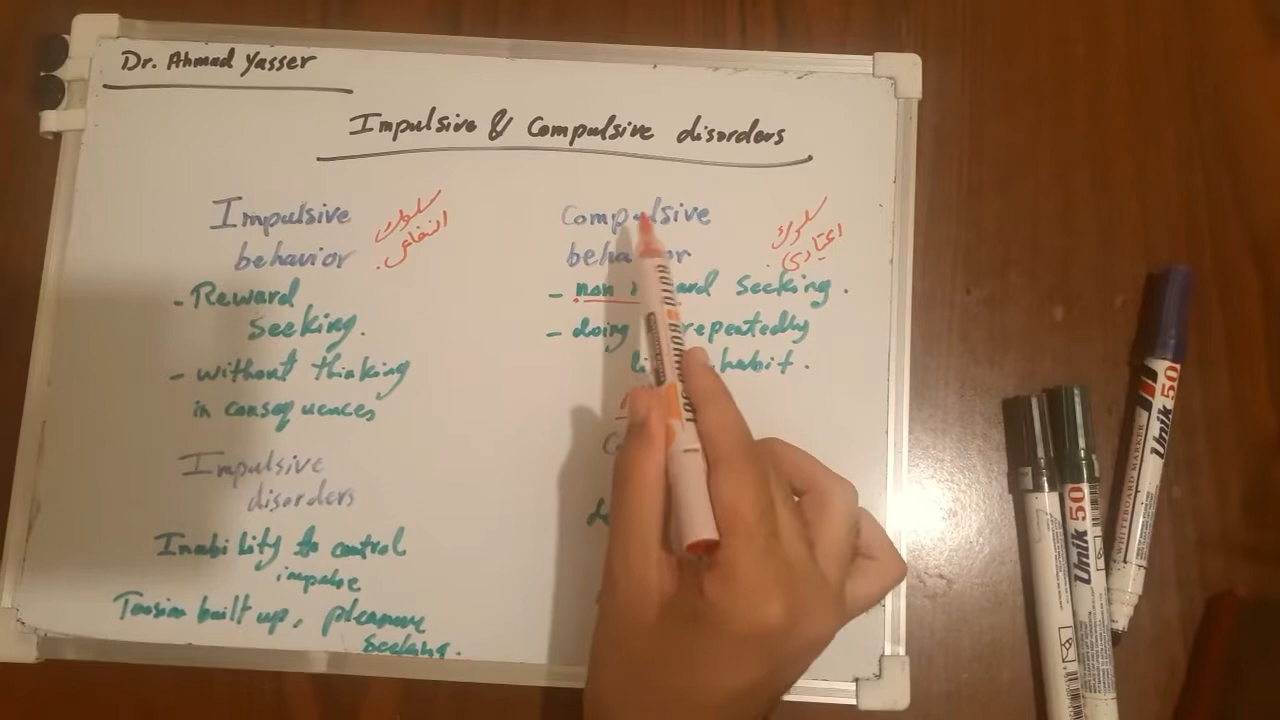 Dr. Ahmad Yasser
Impulsive & Compulsive disorders
Impulsive
behavior
سلوك
- Reward
seeking.
- without thinking
in consequences
Impulsive
disorders
Inability to control
impulse
Tension built up, pleasure
seeking.
Compulsive
behavior
سلوك
اعتيادى
- non seeking.
- doing repeatedly
habit.
Unik 50
Unik 50
WHITEBOARD MARKER